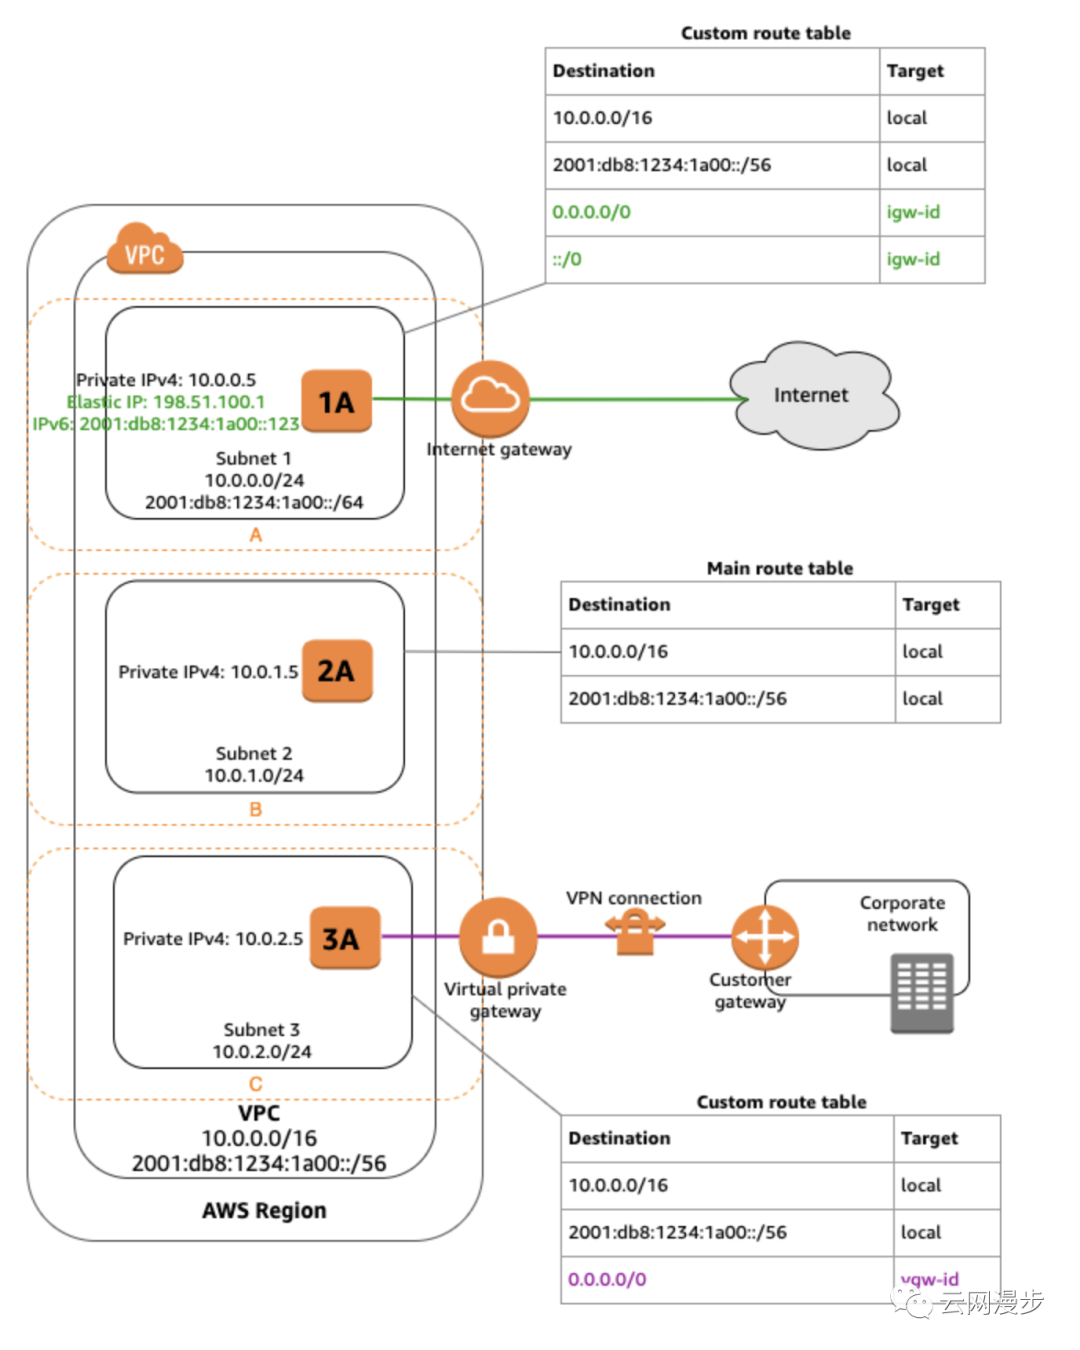 Custom route table
Destination Target
10.0.0.0/16 local
2001:db8:1234:1a00::/56 local
0.0.0.0/0 igw-id
::/0 igw-id
VPC
Private IPv4: 10.0.0.5
Elastic IP: 198.51.100.1
IPv6: 2001:db8:1234:1a00::123
1A
Subnet 1
10.0.0.0/24
2001:db8:1234:1a00::/64
A
Internet gateway
Internet
Main route table
Destination Target
10.0.0.0/16 local
2001:db8:1234:1a00::/56 local
Private IPv4: 10.0.1.5
2A
Subnet 2
10.0.1.0/24
B
Private IPv4: 10.0.2.5
3A
Subnet 3
10.0.2.0/24
C
Virtual private
gateway
VPN connection
Customer
gateway
Corporate
network
VPC
10.0.0.0/16
2001:db8:1234:1a00::/56
AWS Region
Custom route table
Destination Target
10.0.0.0/16 local
2001:db8:1234:1a00::/56 local
0.0.0.0/0 vgw-id
云网漫步